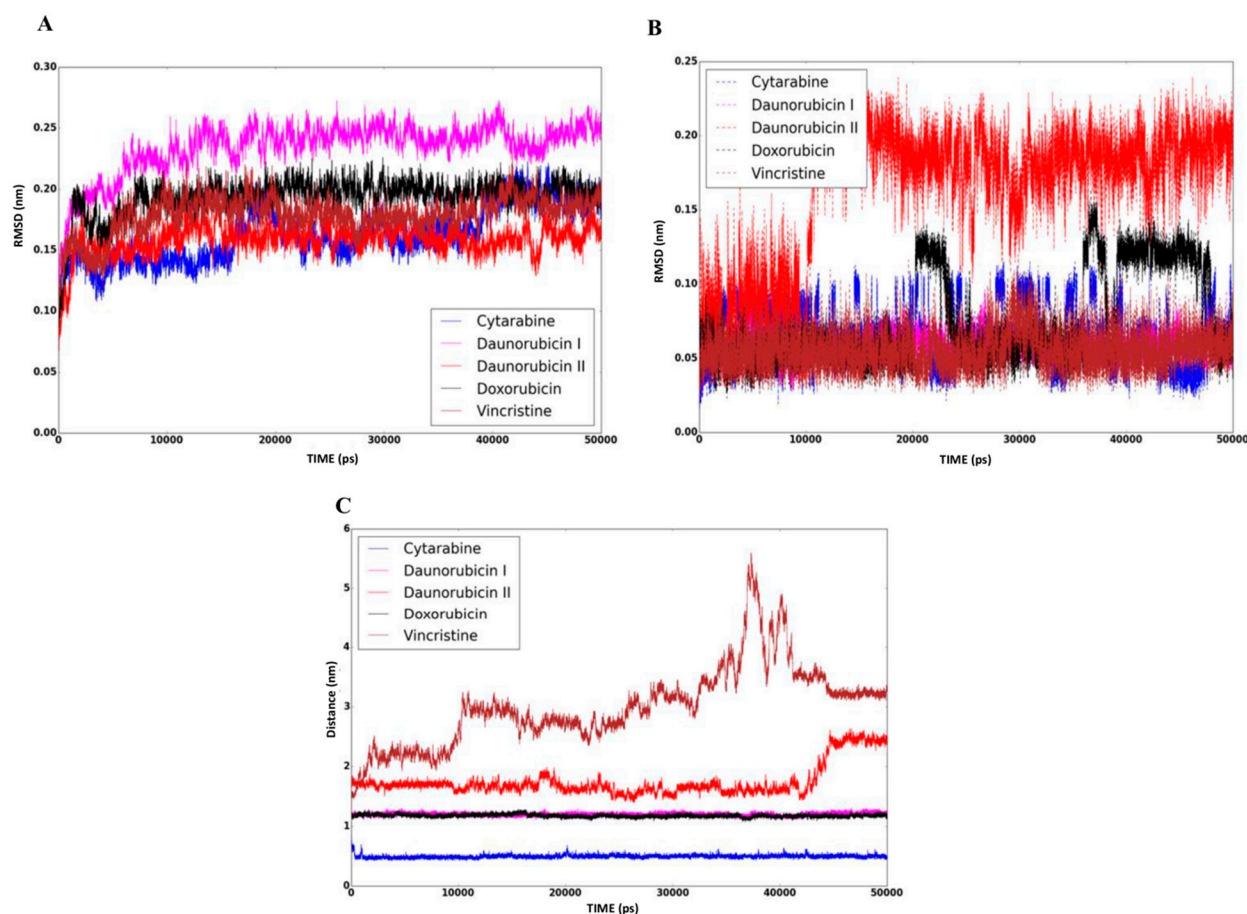 A
0.30
0.25
0.20
0.15
0.10
0.05
0.00
RMSD (nm)
0
10000
20000
30000
40000
50000
TIME (ps)
Cytarabine
Daunorubicin I
Daunorubicin II
Doxorubicin
Vincristine
B
0.25
0.20
0.15
0.10
0.05
0.00
RMSD (nm)
0
10000
20000
30000
40000
50000
TIME (ps)
Cytarabine
Daunorubicin I
Daunorubicin II
Doxorubicin
Vincristine
C
6
5
4
3
2
1
0
Distance (nm)
0
10000
20000
30000
40000
50000
TIME (ps)
Cytarabine
Daunorubicin I
Daunorubicin II
Doxorubicin
Vincristine